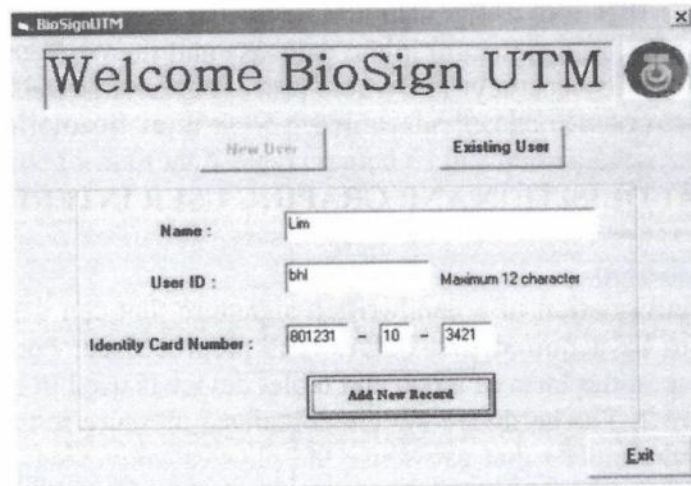 BioSignUTM
Welcome BioSign UTM
New User
Existing User
Name :
Lim
User ID :
bhl
Maximum 12 character
Identity Card Number :
801231 - 10 - 3421
Add New Record
Exit